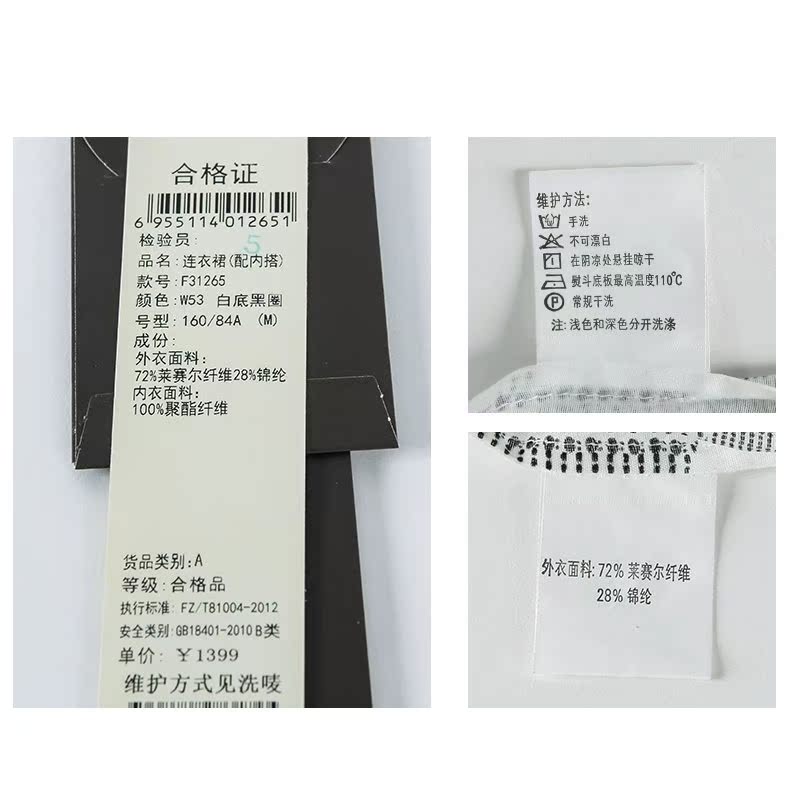 合格证
6 955114 012651
检验员: 5
品名: 连衣裙(配内搭)
款号: F31265
颜色: W53 白底黑圈
号型: 160/84A (M)
成份:
外衣面料:
72%莱赛尔纤维28%锦纶
内衣面料:
100%聚酯纤维
货品类别: A
等级: 合格品
执行标准: FZ/T81004-2012
安全类别: GB18401-2010 B类
单价: ￥1399
维护方式见洗唛
维护方法:
手洗
不可漂白
在阴凉处悬挂晾干
熨斗底板最高温度110℃
P 常规干洗
注: 浅色和深色分开洗涤
外衣面料: 72% 莱赛尔纤维
28% 锦纶